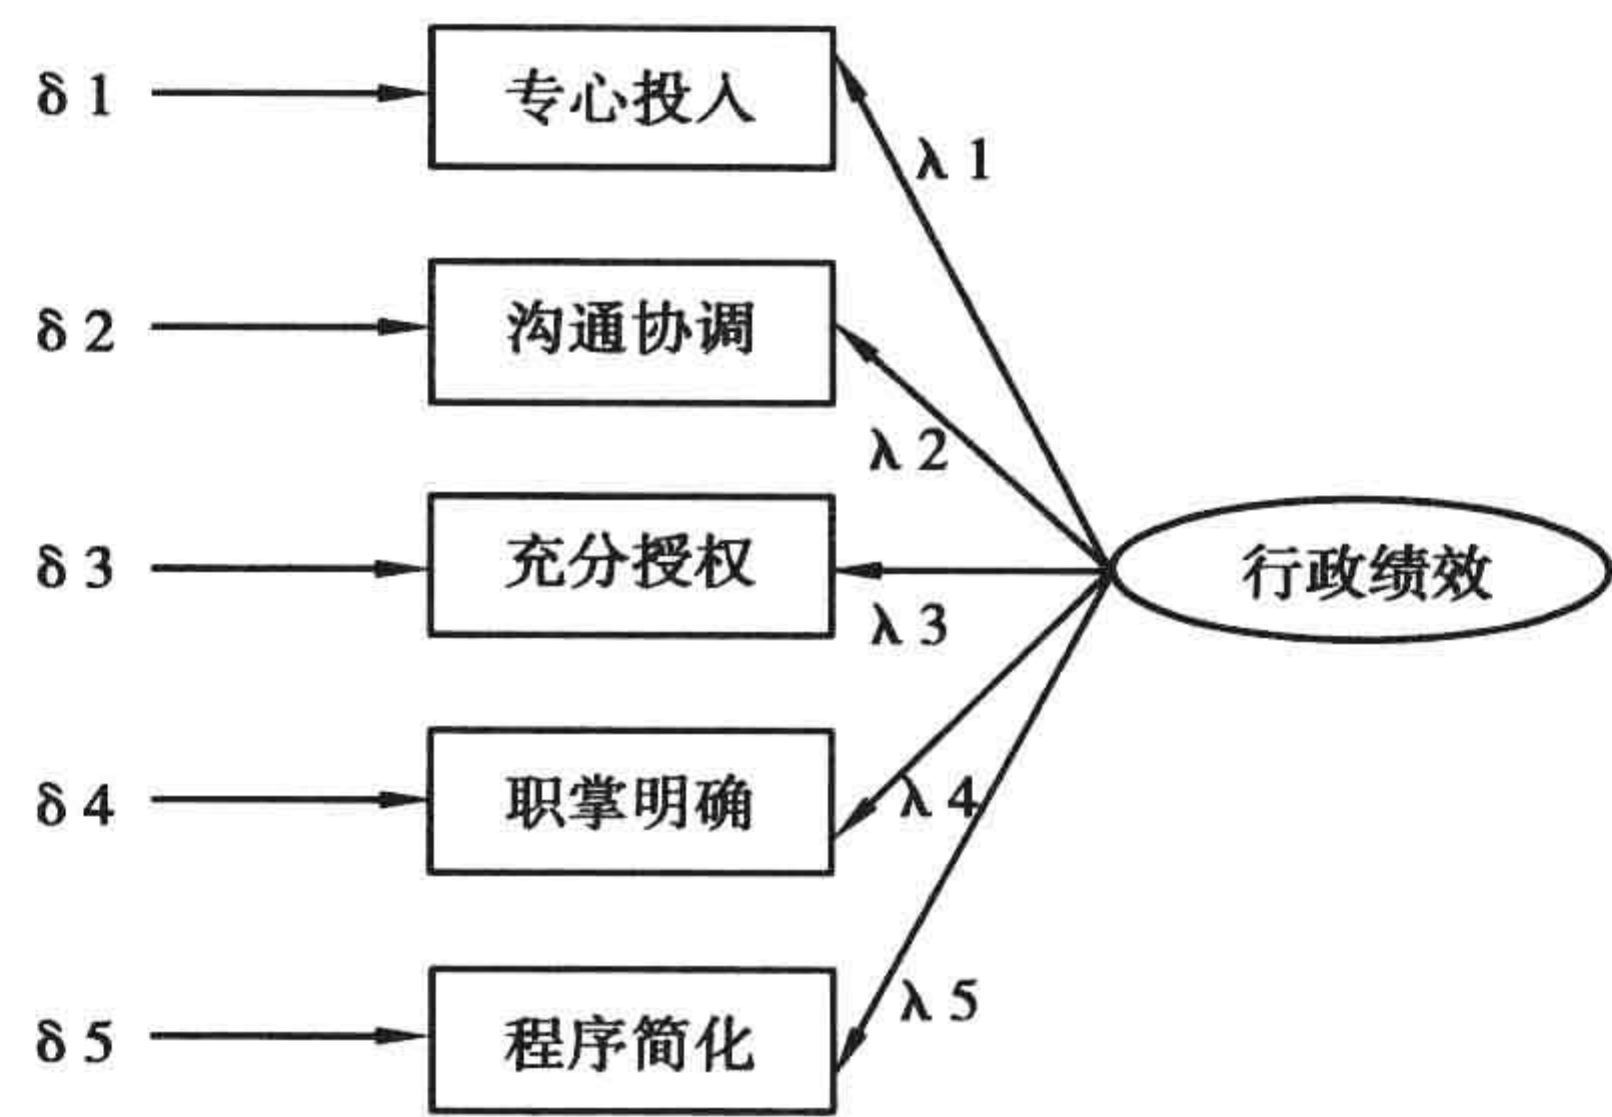 δ 1
专心投入
λ 1
δ 2
沟通协调
λ 2
δ 3
充分授权
行政绩效
λ 3
δ 4
职掌明确
λ 4
δ 5
程序简化
λ 5